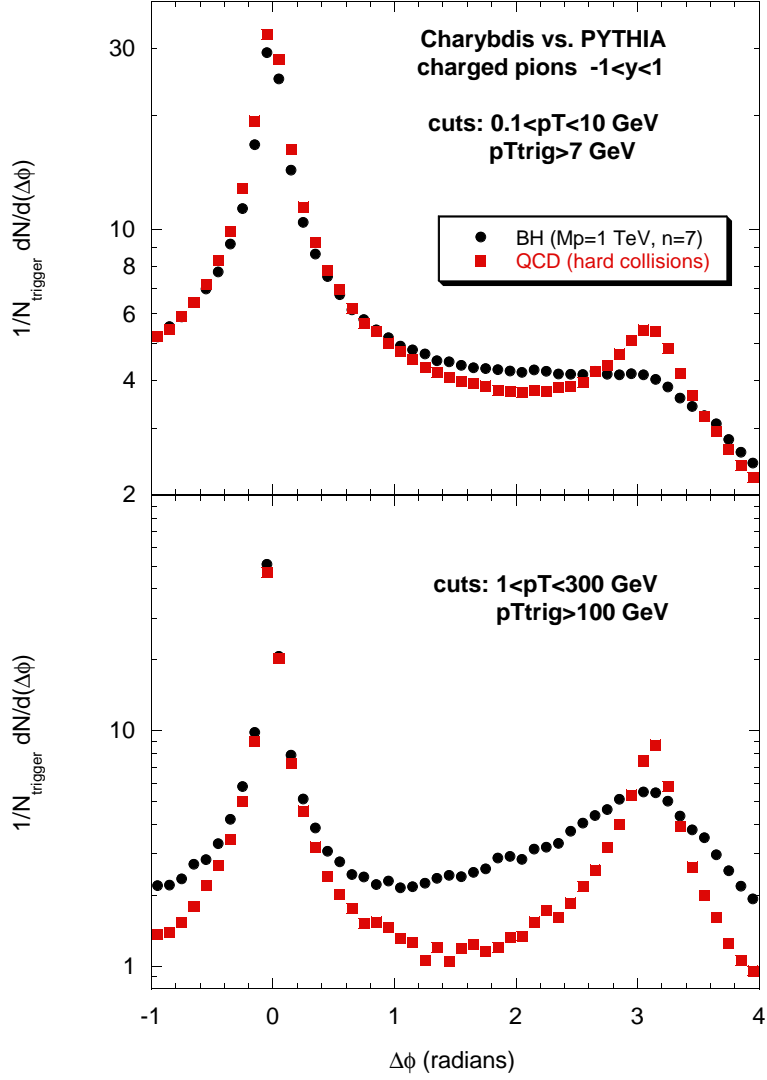 30
20
10
8
6
4
2
1/N_trigger dN/d(Δϕ)
Charybdis vs. PYTHIA
charged pions -1<y<1
cuts: 0.1<pT<10 GeV
pTtrig>7 GeV
BH (Mp=1 TeV, n=7)
QCD (hard collisions)
10
1
1/N_trigger dN/d(Δϕ)
cuts: 1<pT<300 GeV
pTtrig>100 GeV
-1 0 1 2 3 4
Δϕ (radians)